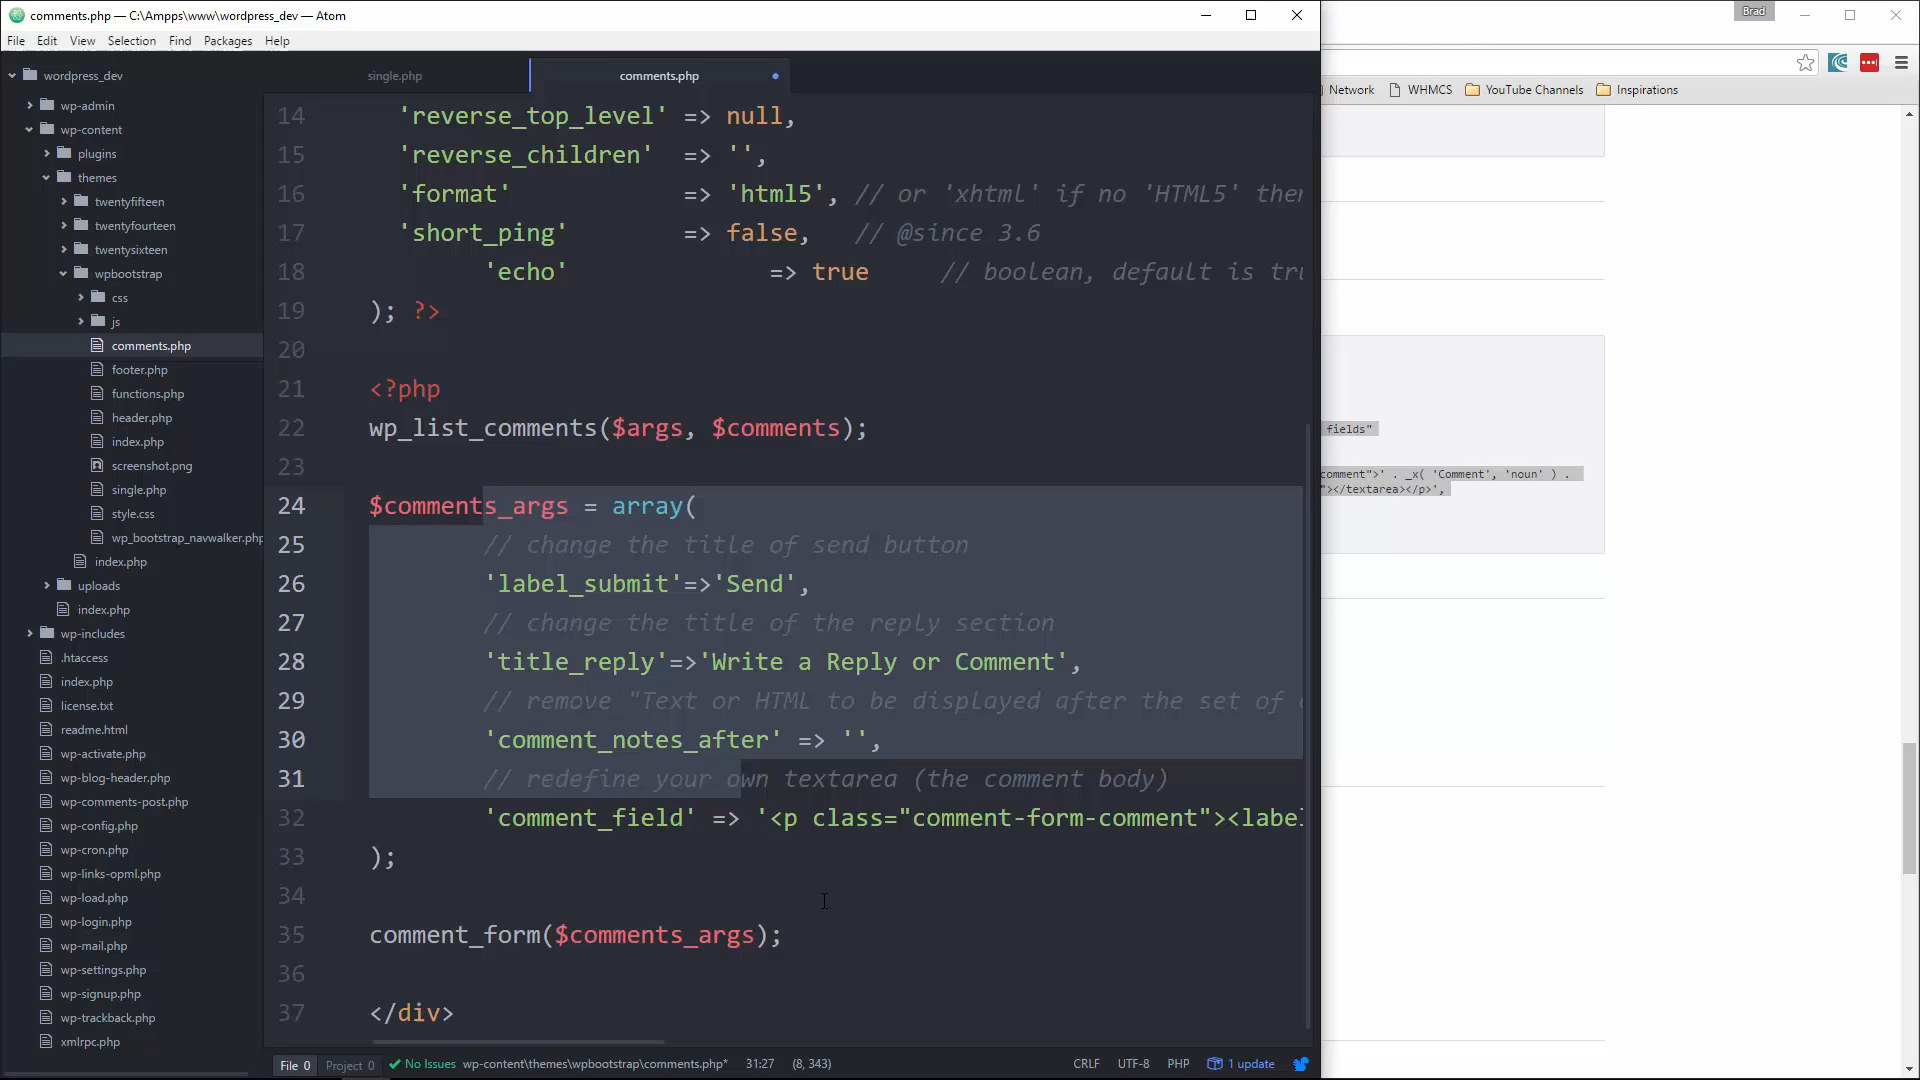 comments.php — C:\Ampps\www\wordpress_dev — Atom
Brad
File Edit View Selection Find Packages Help
Network WHMCS YouTube Channels Inspirations
wordpress_dev
wp-admin
wp-content
plugins
themes
twentyfifteen
twentyfourteen
twentysixteen
wpbootstrap
css
js
comments.php
footer.php
functions.php
header.php
index.php
screenshot.png
single.php
style.css
wp_bootstrap_navwalker.php
index.php
uploads
index.php
wp-includes
.htaccess
index.php
license.txt
readme.html
wp-activate.php
wp-blog-header.php
wp-comments-post.php
wp-config.php
wp-cron.php
wp-links-opml.php
wp-load.php
wp-login.php
wp-mail.php
wp-settings.php
wp-signup.php
wp-trackback.php
xmlrpc.php
single.php comments.php
14 'reverse_top_level' => null,
15 'reverse_children' => '',
16 'format' => 'html5', // or 'xhtml' if no 'HTML5' them
17 'short_ping' => false, // @since 3.6
18 'echo' => true // boolean, default is tru
19 ); ?>
20
21 <?php
22 wp_list_comments($args, $comments);
23
24 $comments_args = array(
25 // change the title of send button
26 'label_submit'=>'Send',
27 // change the title of the reply section
28 'title_reply'=>'Write a Reply or Comment',
29 // remove "Text or HTML to be displayed after the set of
30 'comment_notes_after' => '',
31 // redefine your own textarea (the comment body)
32 'comment_field' => '<p class="comment-form-comment"><label
33 );
34
35 comment_form($comments_args);
36
37 </div>
fields"
comment">' . _x( 'Comment', 'noun' ) .
"></textarea></p>',
File 0 Project 0 No Issues wp-content\themes\wpbootstrap\comments.php* 31:27 (8, 343) CRLF UTF-8 PHP 1 update